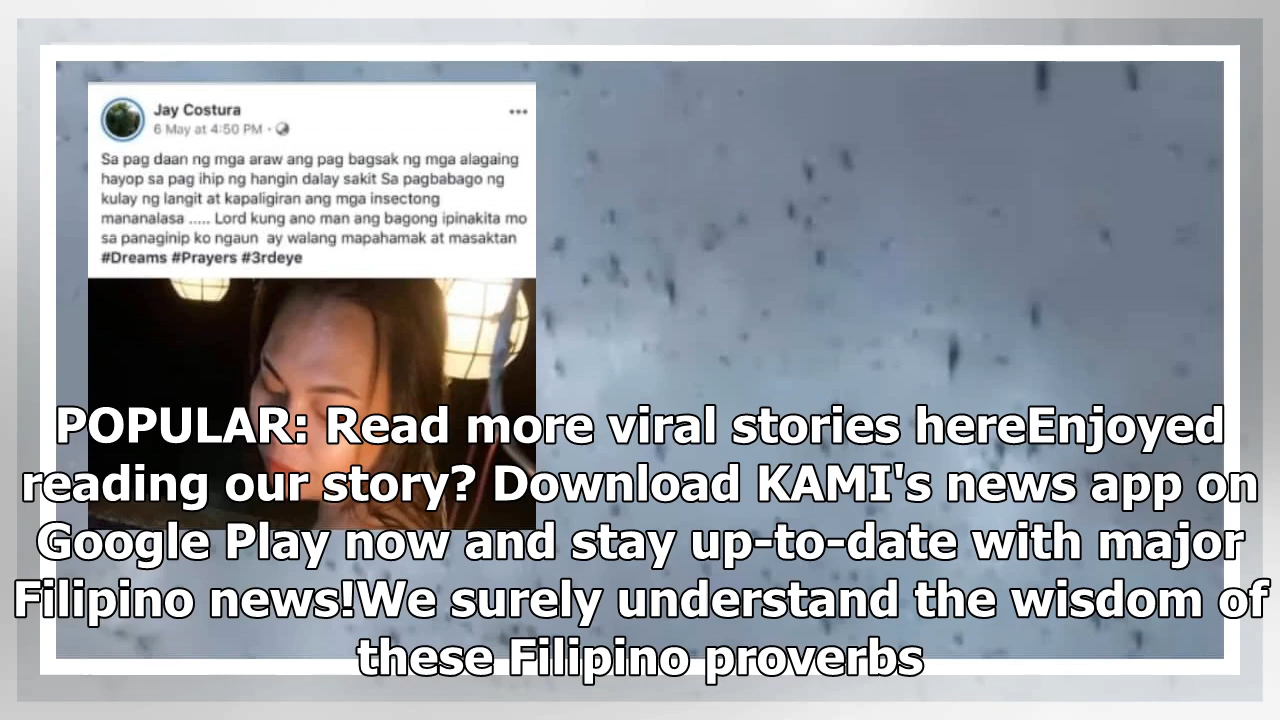 Jay Costura
6 May at 4:50 PM ·
Sa pag daan ng mga araw ang pag bagsak ng mga alagaing
hayop sa pag ihip ng hangin dalay sakit Sa pagbabago ng
kulay ng langit at kapaligiran ang mga insectong
mananalasa ..... Lord kung ano man ang bagong ipinakita mo
sa panaginip ko ngaun ay walang mapahamak at masaktan
#Dreams #Prayers #3rdeye
POPULAR: Read more viral stories hereEnjoyed
reading our story? Download KAMI's news app on
Google Play now and stay up-to-date with major
Filipino news!We surely understand the wisdom of
these Filipino proverbs